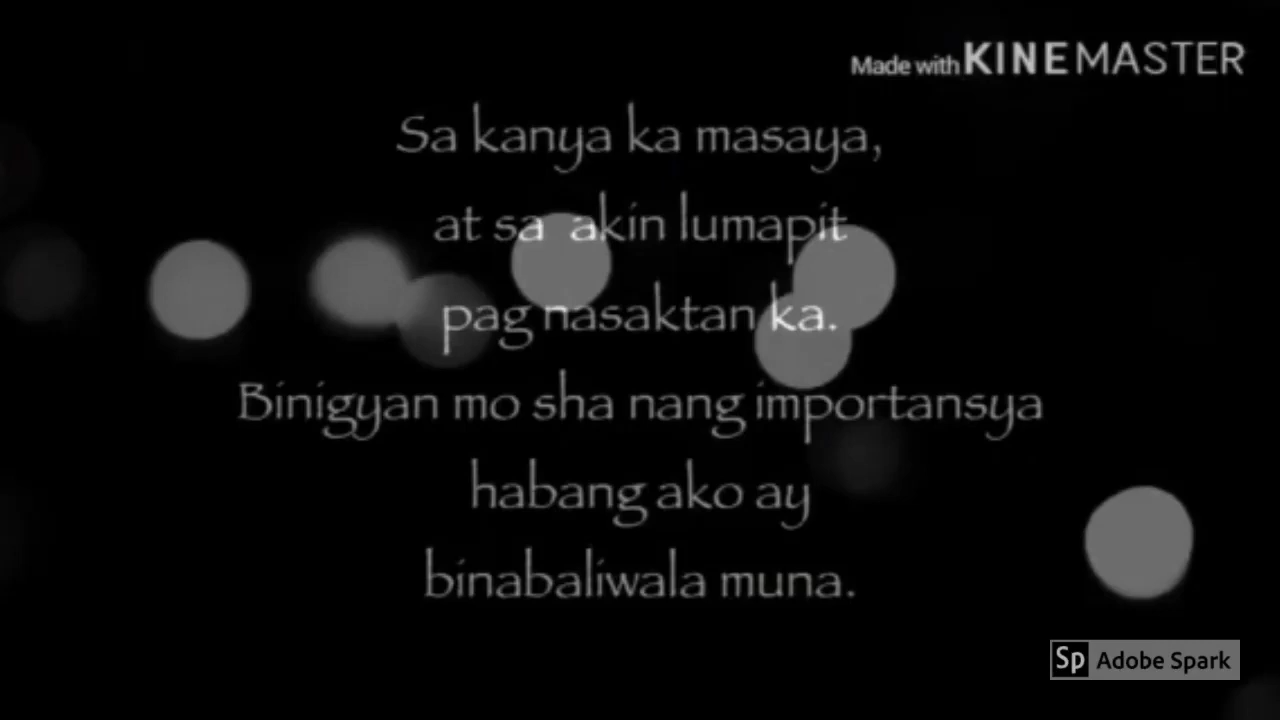 Made with KINEMASTER
Sa kanya ka masaya,
at sa akin lumapit
pag nasaktan ka.
Binigyan mo sha nang importansya
habang ako ay
binabaliwala muna.
Sp Adobe Spark